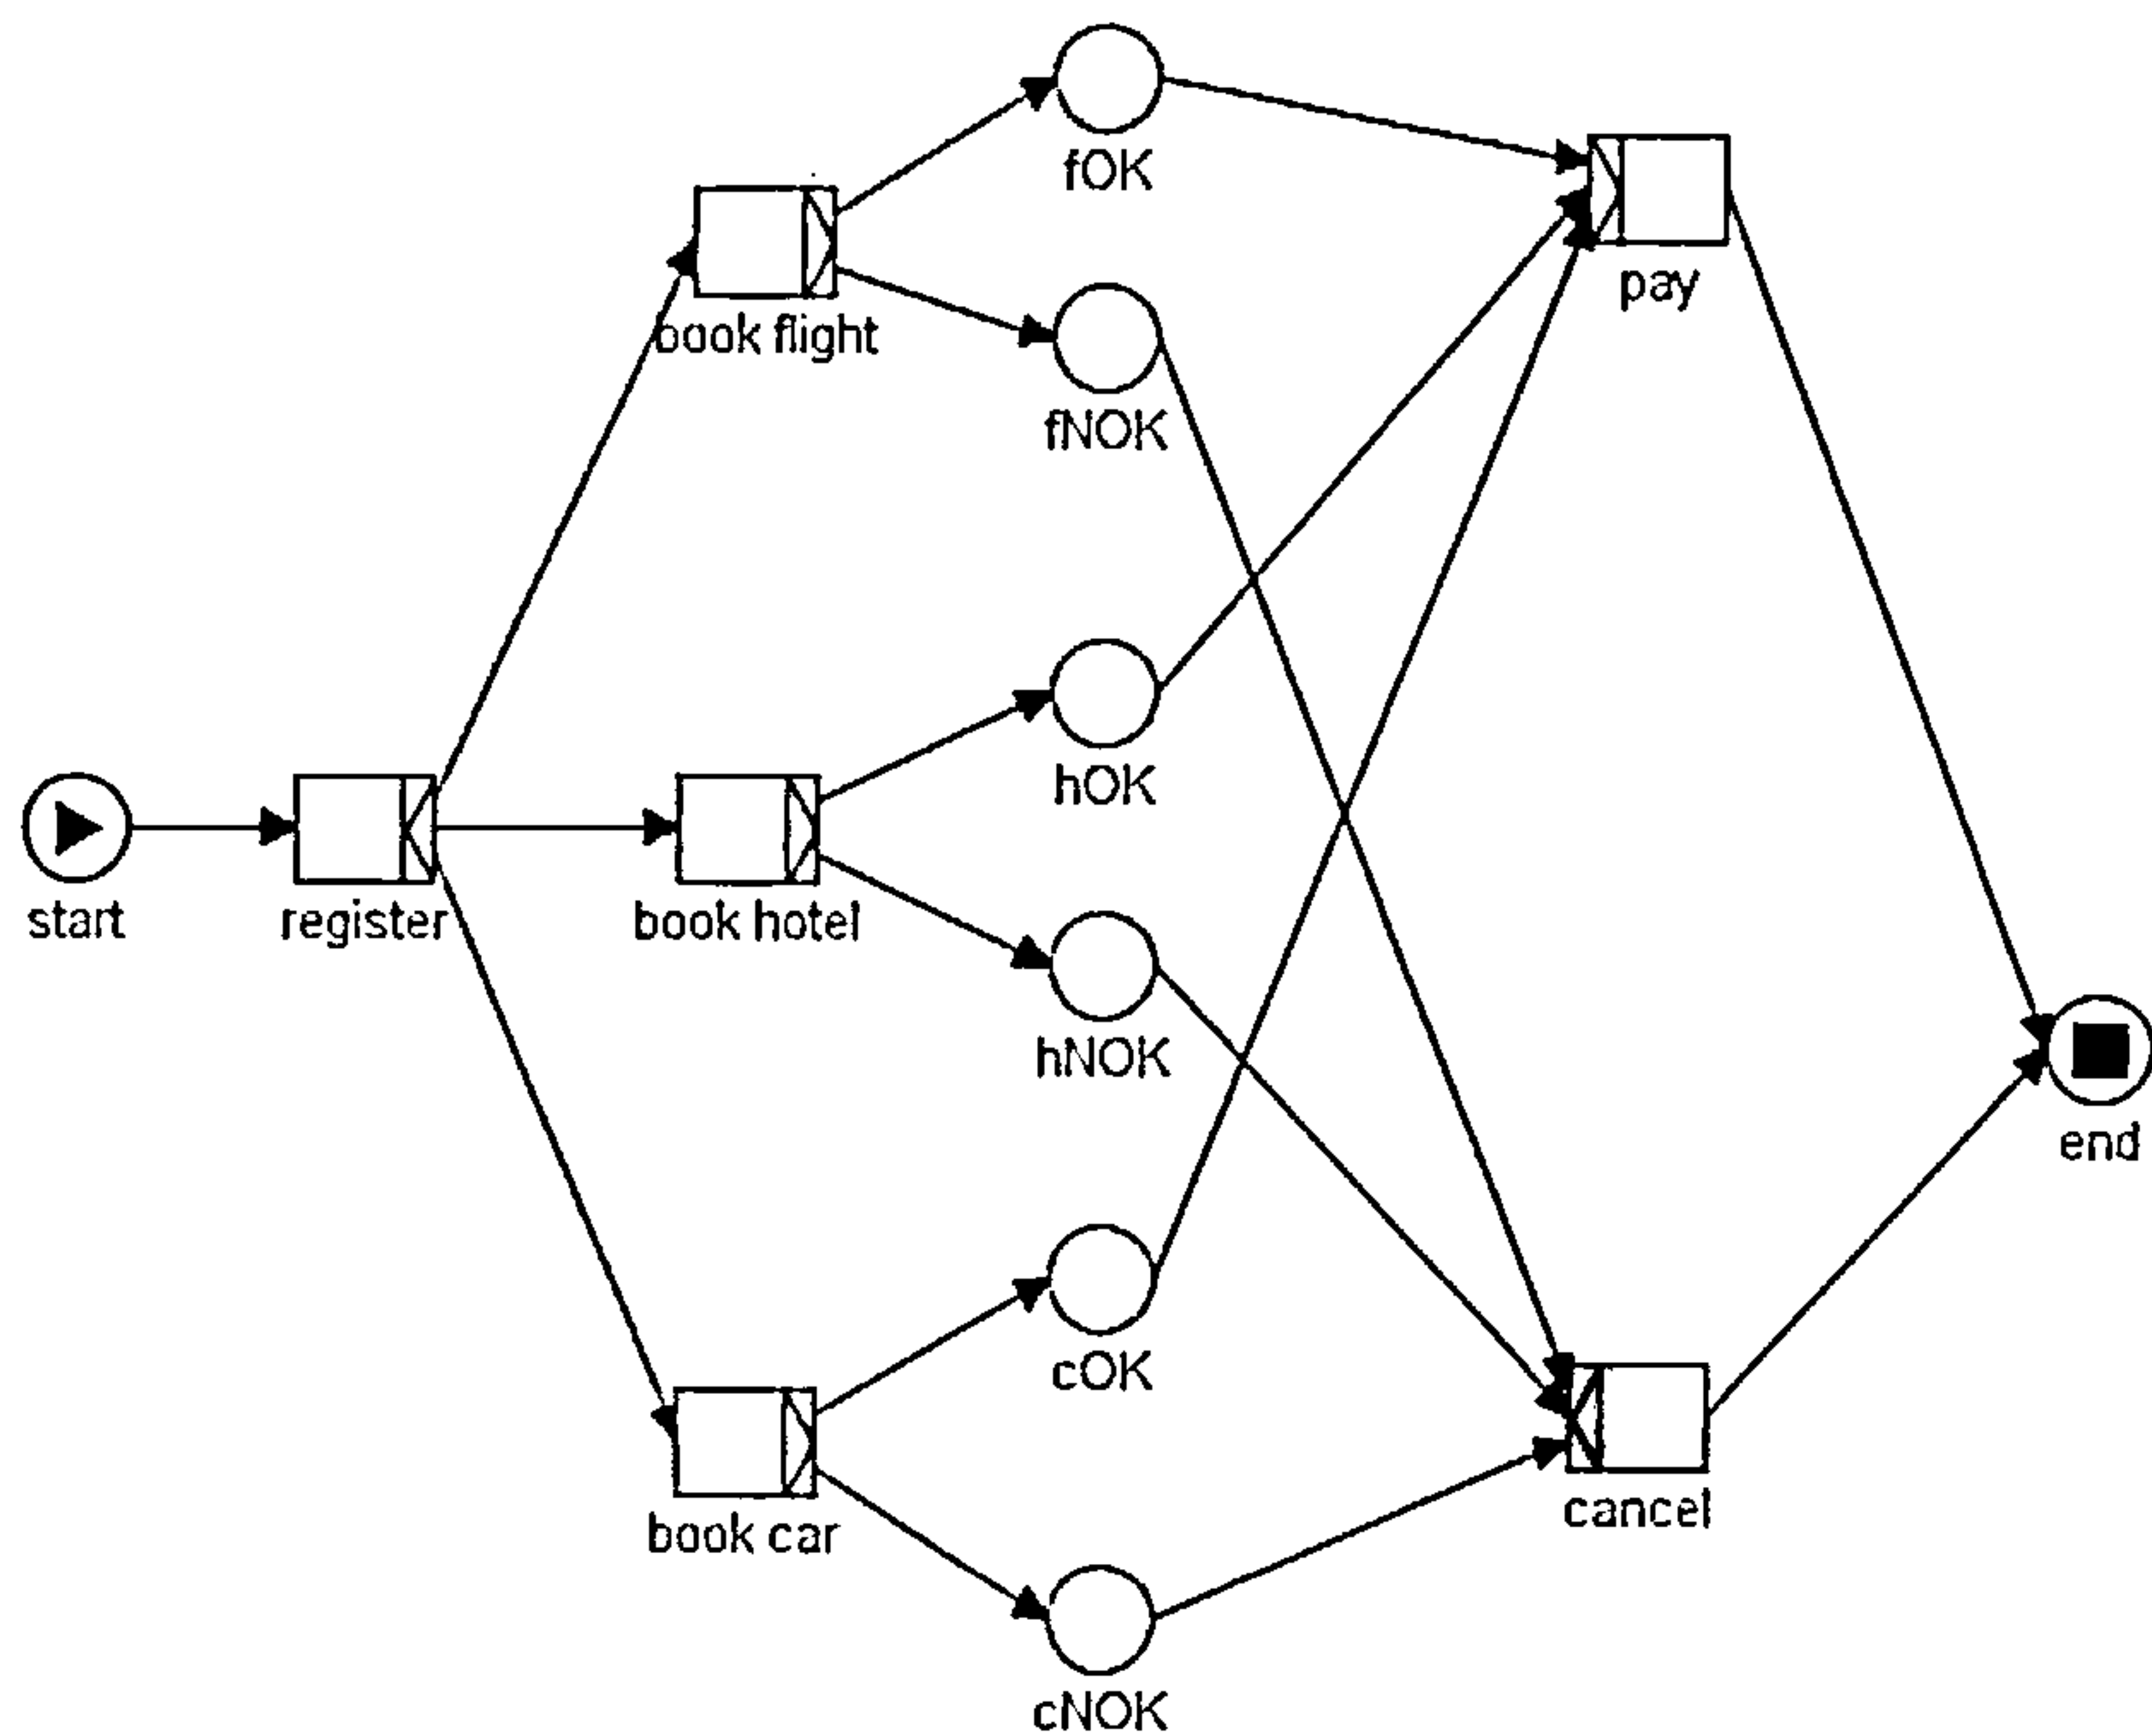 fOK
pay
book flight
fNOK
hOK
start
register
book hotel
hNOK
end
cOK
cancel
book car
cNOK